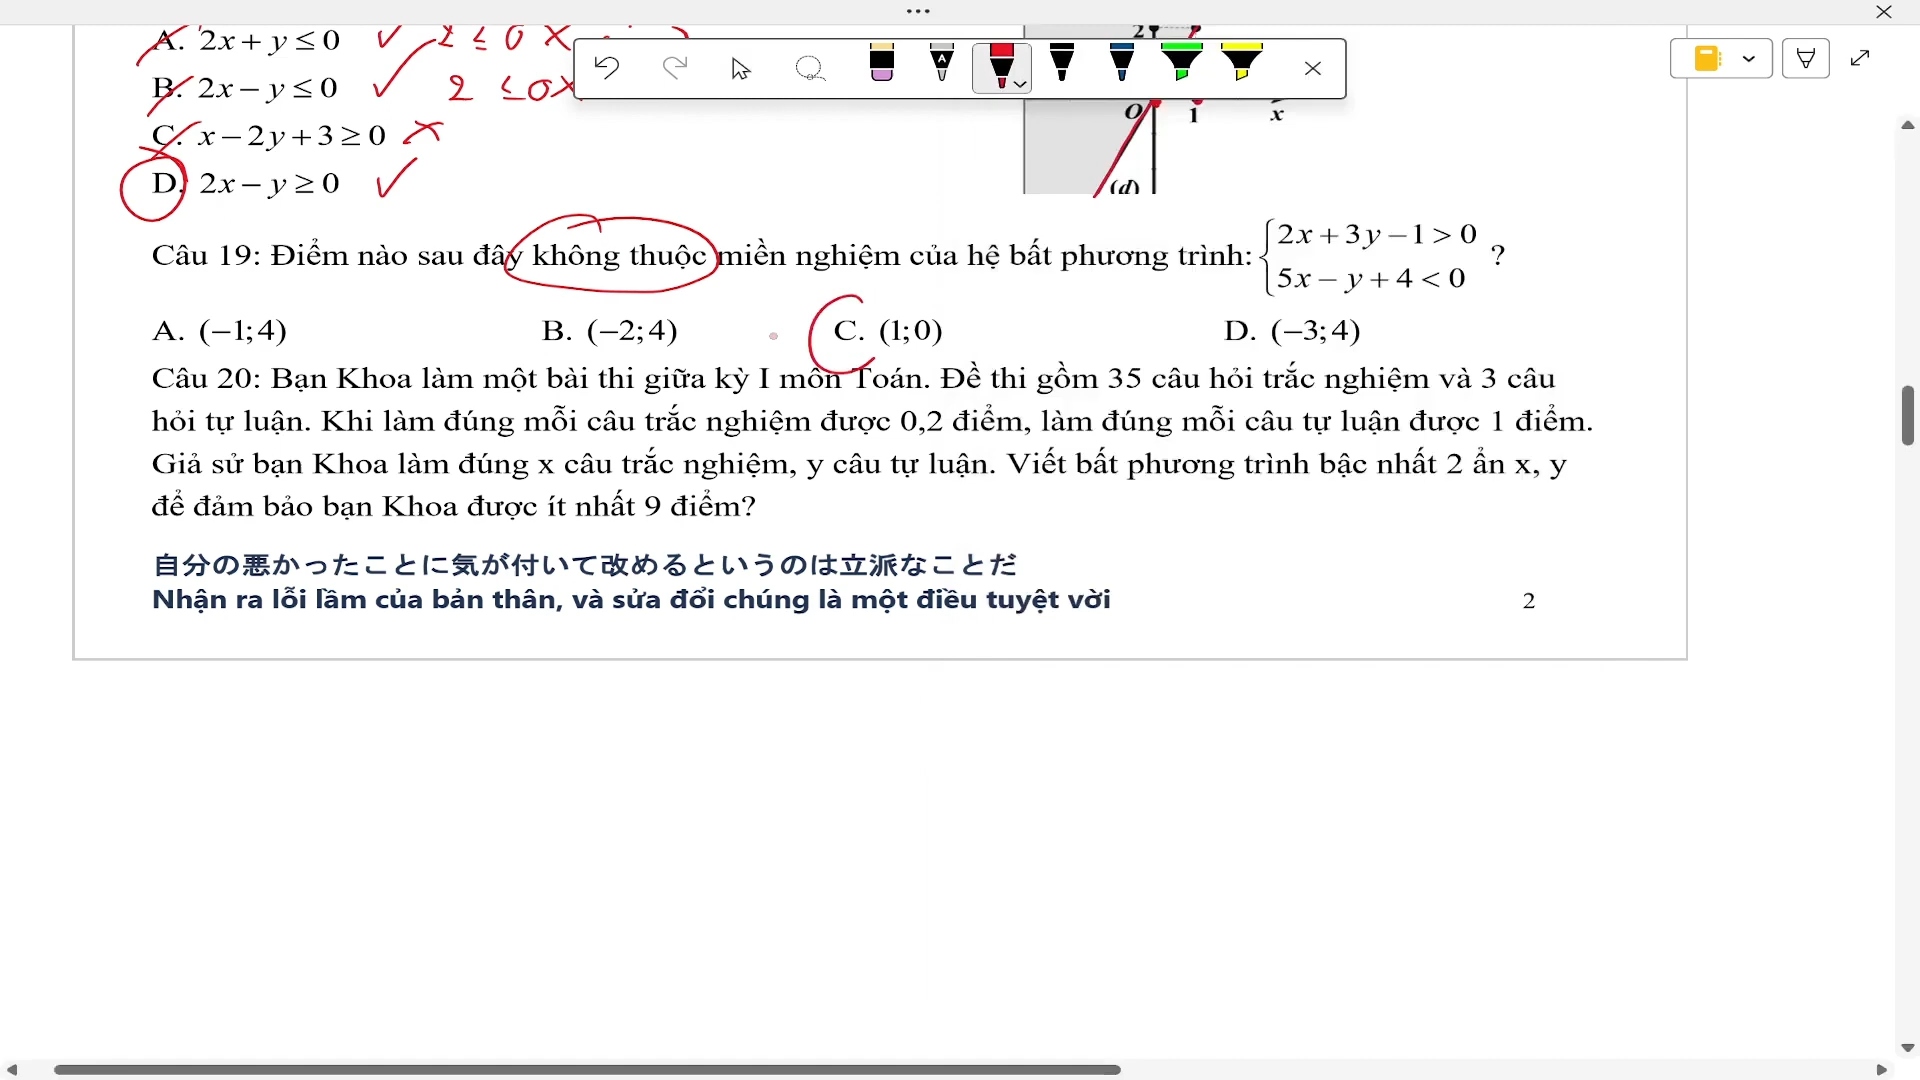 A. 2x + y ≤ 0 ✓ 2 ≤ 0 ×
B. 2x − y ≤ 0 ✓ 2 ≤ 0 ×
C. x − 2y + 3 ≥ 0 ×
D. 2x − y ≥ 0 ✓
2
O 1 x
(d)
Câu 19: Điểm nào sau đây không thuộc miền nghiệm của hệ bất phương trình: { 2x + 3y − 1 > 0 ?
5x − y + 4 < 0
A. (−1;4) B. (−2;4) C. (1;0) D. (−3;4)
Câu 20: Bạn Khoa làm một bài thi giữa kỳ I môn Toán. Đề thi gồm 35 câu hỏi trắc nghiệm và 3 câu
hỏi tự luận. Khi làm đúng mỗi câu trắc nghiệm được 0,2 điểm, làm đúng mỗi câu tự luận được 1 điểm.
Giả sử bạn Khoa làm đúng x câu trắc nghiệm, y câu tự luận. Viết bất phương trình bậc nhất 2 ẩn x, y
để đảm bảo bạn Khoa được ít nhất 9 điểm?
自分の悪かったことに気が付いて改めるというのは立派なことだ
Nhận ra lỗi lầm của bản thân, và sửa đổi chúng là một điều tuyệt vời
2